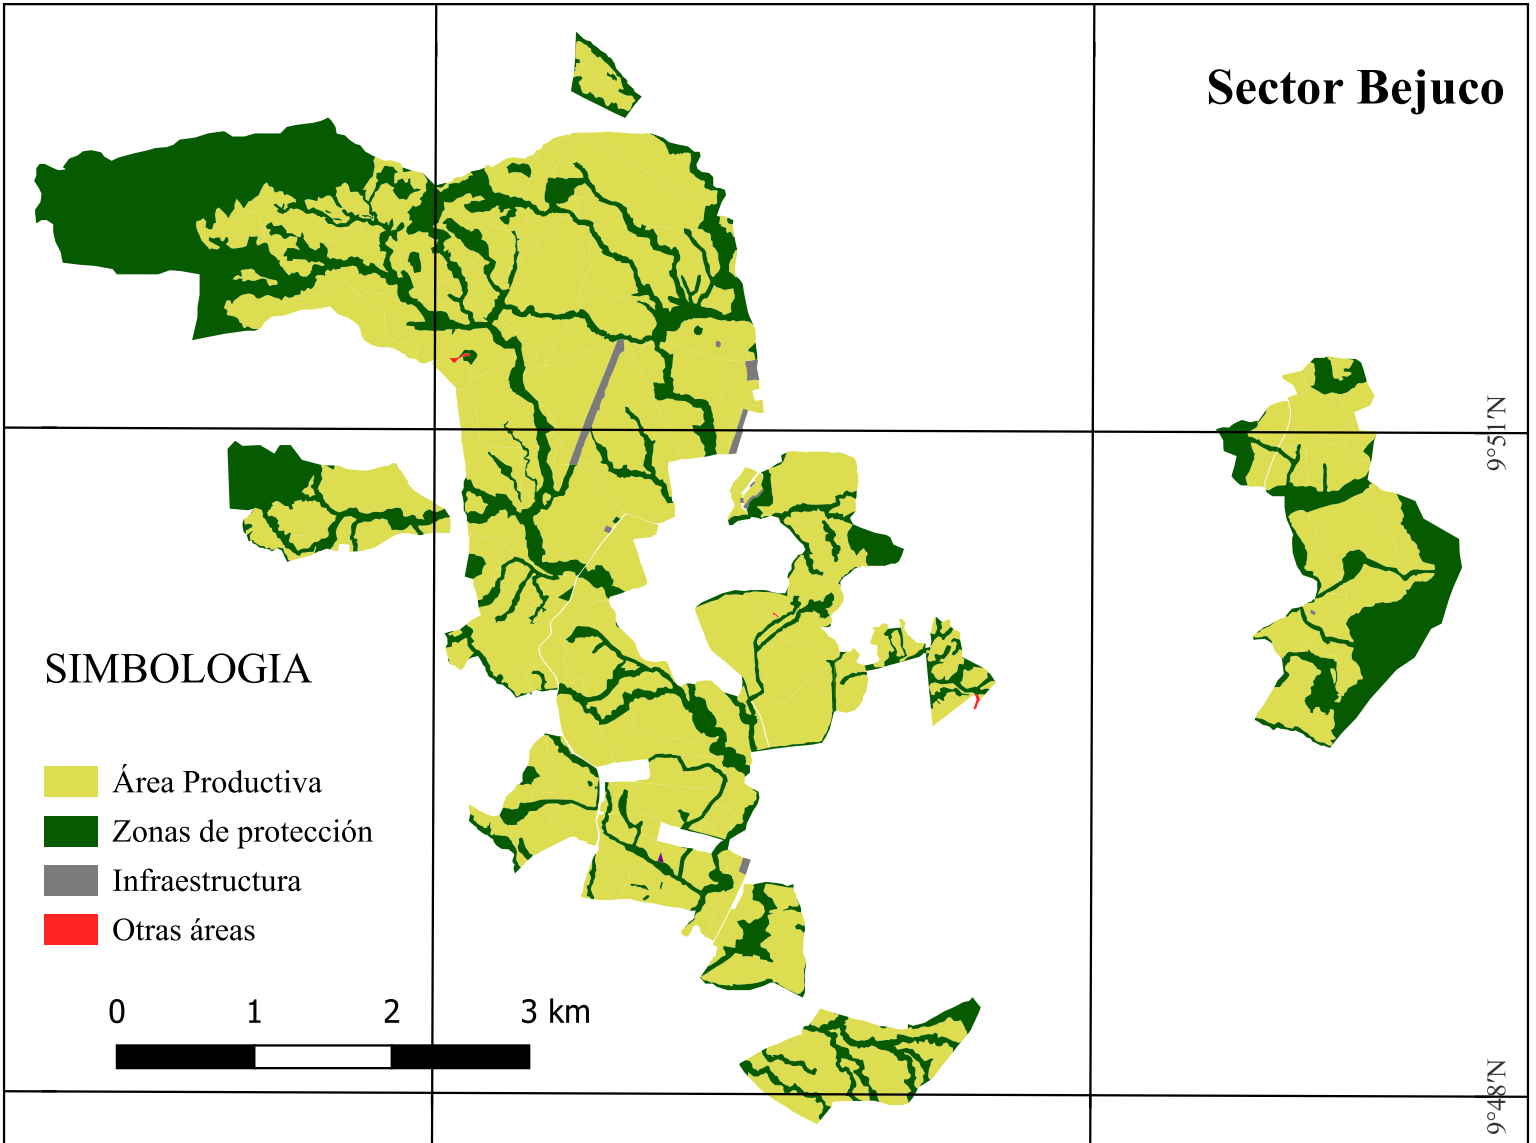 Sector Bejuco
9°51'N
SIMBOLOGIA
Área Productiva
Zonas de protección
Infraestructura
Otras áreas
0 1 2 3 km
9°48'N